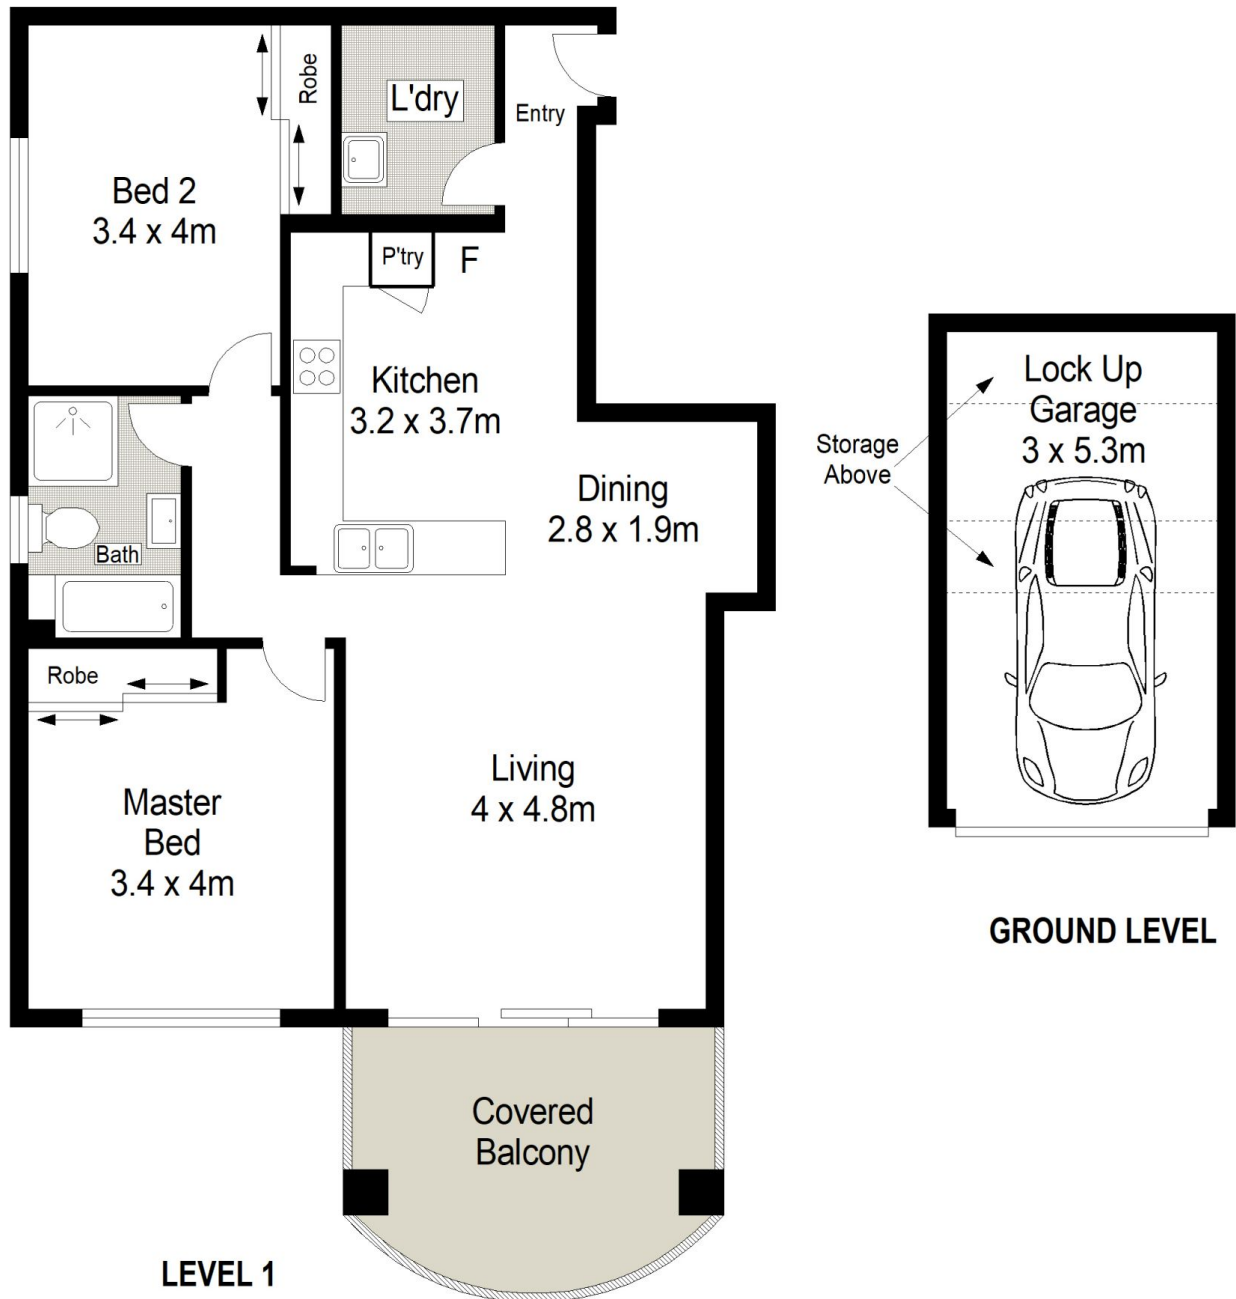 Robe
L'dry
Entry
Bed 2
3.4 x 4m
P'try
F
Kitchen
3.2 x 3.7m
Dining
2.8 x 1.9m
Bath
Robe
Living
4 x 4.8m
Master
Bed
3.4 x 4m
Covered
Balcony
LEVEL 1
Lock Up
Garage
3 x 5.3m
Storage
Above
GROUND LEVEL